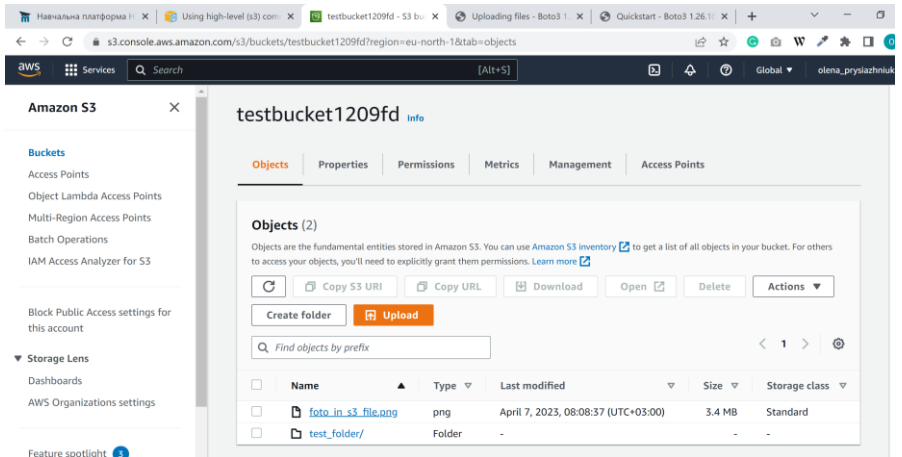 Навчальна платформа H
Using high-level (s3) com
testbucket1209fd - S3 bu
Uploading files - Boto3 1.
Quickstart - Boto3 1.26.1
s3.console.aws.amazon.com/s3/buckets/testbucket1209fd?region=eu-north-1&tab=objects
aws
Services
Search
[Alt+S]
Global
olena_prysiazhniuk
Amazon S3
Buckets
Access Points
Object Lambda Access Points
Multi-Region Access Points
Batch Operations
IAM Access Analyzer for S3
Block Public Access settings for
this account
Storage Lens
Dashboards
AWS Organizations settings
Feature spotlight 3
testbucket1209fd Info
Objects
Properties
Permissions
Metrics
Management
Access Points
Objects (2)
Objects are the fundamental entities stored in Amazon S3. You can use Amazon S3 inventory to get a list of all objects in your bucket. For others
to access your objects, you'll need to explicitly grant them permissions. Learn more
Copy S3 URI
Copy URL
Download
Open
Delete
Actions
Create folder
Upload
Find objects by prefix
1
Name Type Last modified Size Storage class
foto_in_s3_file.png png April 7, 2023, 08:08:37 (UTC+03:00) 3.4 MB Standard
test_folder/ Folder - - -